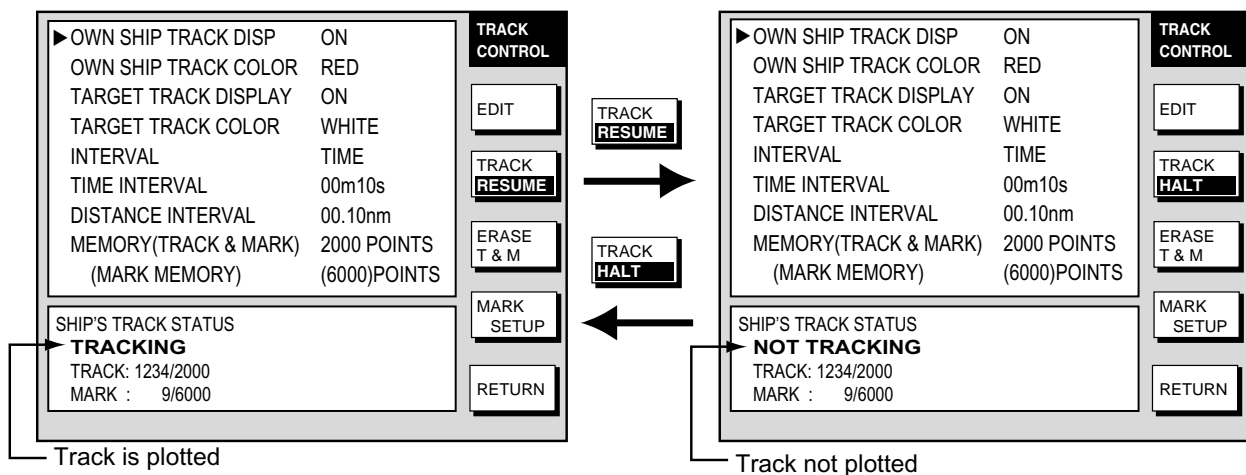 OWN SHIP TRACK DISP ON
OWN SHIP TRACK COLOR RED
TARGET TRACK DISPLAY ON
TARGET TRACK COLOR WHITE
INTERVAL TIME
TIME INTERVAL 00m10s
DISTANCE INTERVAL 00.10nm
MEMORY(TRACK & MARK) 2000 POINTS
(MARK MEMORY) (6000)POINTS
SHIP'S TRACK STATUS
TRACKING
TRACK: 1234/2000
MARK : 9/6000
TRACK
CONTROL
EDIT
TRACK
RESUME
ERASE
T & M
MARK
SETUP
RETURN
Track is plotted
TRACK
RESUME
TRACK
HALT
OWN SHIP TRACK DISP ON
OWN SHIP TRACK COLOR RED
TARGET TRACK DISPLAY ON
TARGET TRACK COLOR WHITE
INTERVAL TIME
TIME INTERVAL 00m10s
DISTANCE INTERVAL 00.10nm
MEMORY(TRACK & MARK) 2000 POINTS
(MARK MEMORY) (6000)POINTS
SHIP'S TRACK STATUS
NOT TRACKING
TRACK: 1234/2000
MARK : 9/6000
TRACK
CONTROL
EDIT
TRACK
HALT
ERASE
T & M
MARK
SETUP
RETURN
Track not plotted